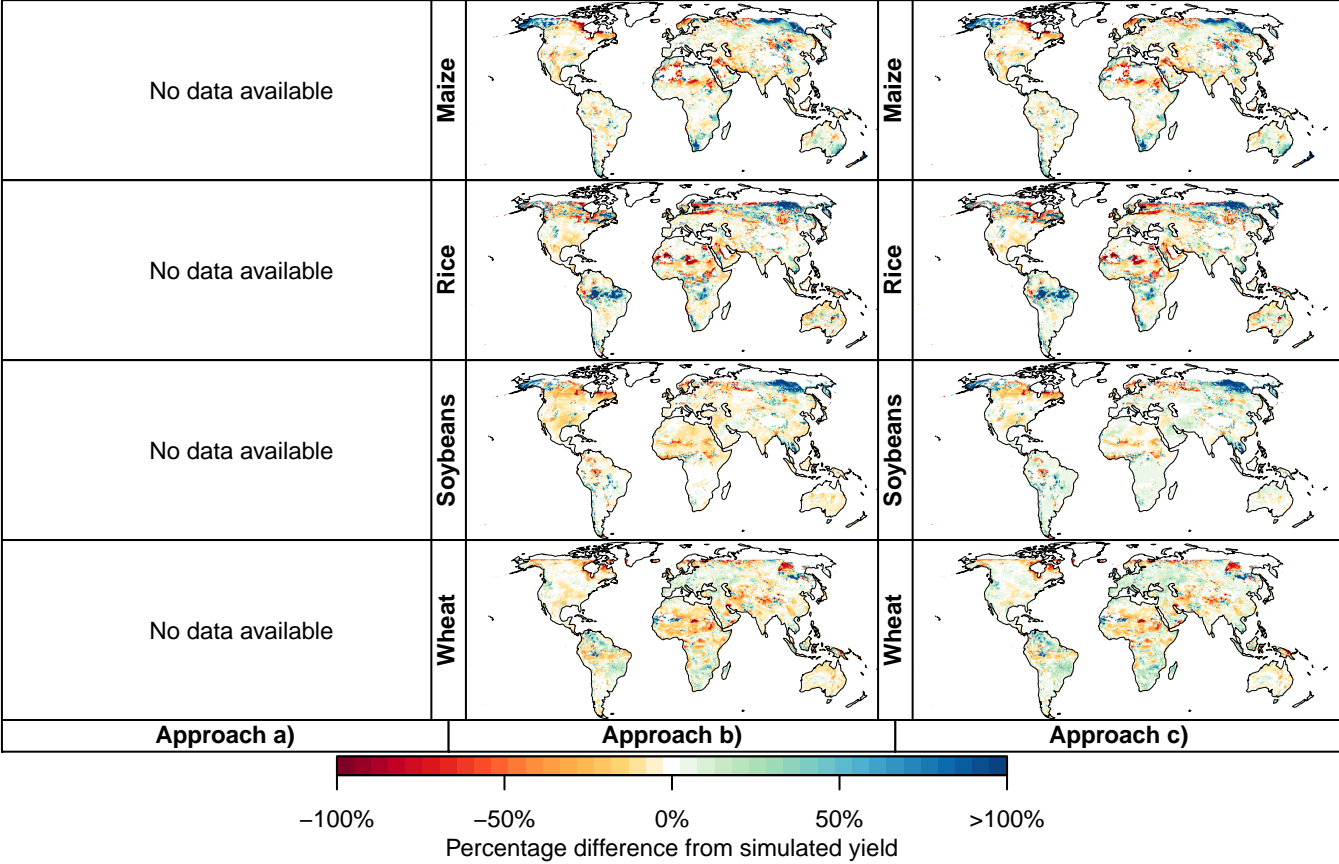 No data available
Maize
Maize
No data available
Rice
Rice
No data available
Soybeans
Soybeans
No data available
Wheat
Wheat
Approach a)
Approach b)
Approach c)
−100%
−50%
0%
50%
>100%
Percentage difference from simulated yield